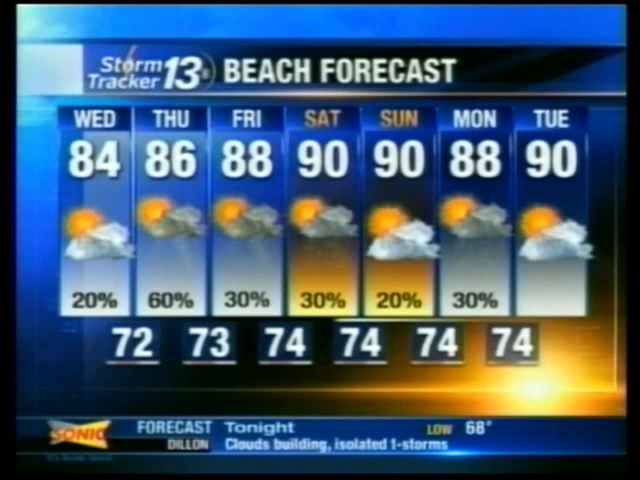 Storm Tracker 13 BEACH FORECAST
WED THU FRI SAT SUN MON TUE
84 86 88 90 90 88 90
20% 60% 30% 30% 20% 30%
72 73 74 74 74 74
SONIC FORECAST Tonight LOW 68°
DILLON Clouds building, isolated t-storms